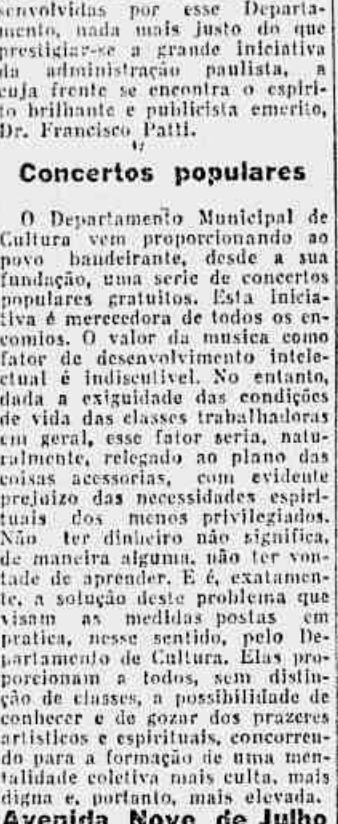 senvolvidas por esse Departa-
mento, nada mais justo do que
prestigiar-se a grande iniciativa
da administração paulista, a
cuja frente se encontra o espiri-
to brilhante e publicista emerito,
Dr. Francisco Patti.
Concertos populares
O Departamento Municipal de
Cultura vem proporcionando ao
povo bandeirante, desde a sua
fundação, uma serie de concertos
populares gratuitos. Esta inicia-
tiva é merecedora de todos os en-
comios. O valor da musica como
fator de desenvolvimento intele-
ctual é indiscutivel. No entanto,
dada a exiguidade das condições
de vida das classes trabalhadoras
em geral, esse fator seria, natu-
ralmente, relegado ao plano das
coisas acessorias, com evidente
prejuizo das necessidades espiri-
tuais dos menos privilegiados.
Não ter dinheiro não significa,
de maneira alguma, não ter von-
tade de aprender. E é, exatamen-
te, a solução deste problema que
visam as medidas postas em
pratica, nesse sentido, pelo De-
partamento de Cultura. Elas pro-
porcionam a todos, sem distin-
ção de classes, a possibilidade de
conhecer e de gozar dos prazeres
artisticos e espirituais, concorren-
do para a formação de uma men-
talidade coletiva mais culta, mais
digna e, portanto, mais elevada.
Avenida Nove de Julho